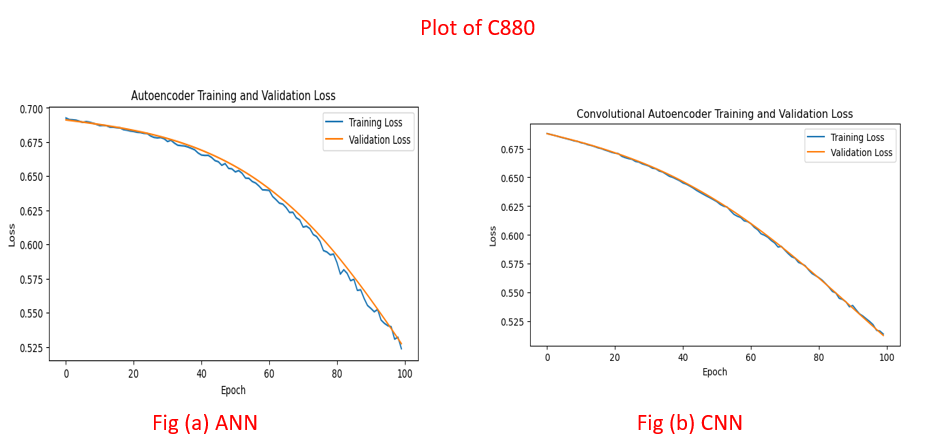 Plot of C880
Autoencoder Training and Validation Loss
0.700
0.675
0.650
0.625
0.600
0.575
0.550
0.525
Loss
Training Loss
Validation Loss
0 20 40 60 80 100
Epoch
Fig (a) ANN
Convolutional Autoencoder Training and Validation Loss
0.675
0.650
0.625
0.600
0.575
0.550
0.525
Loss
Training Loss
Validation Loss
0 20 40 60 80 100
Epoch
Fig (b) CNN